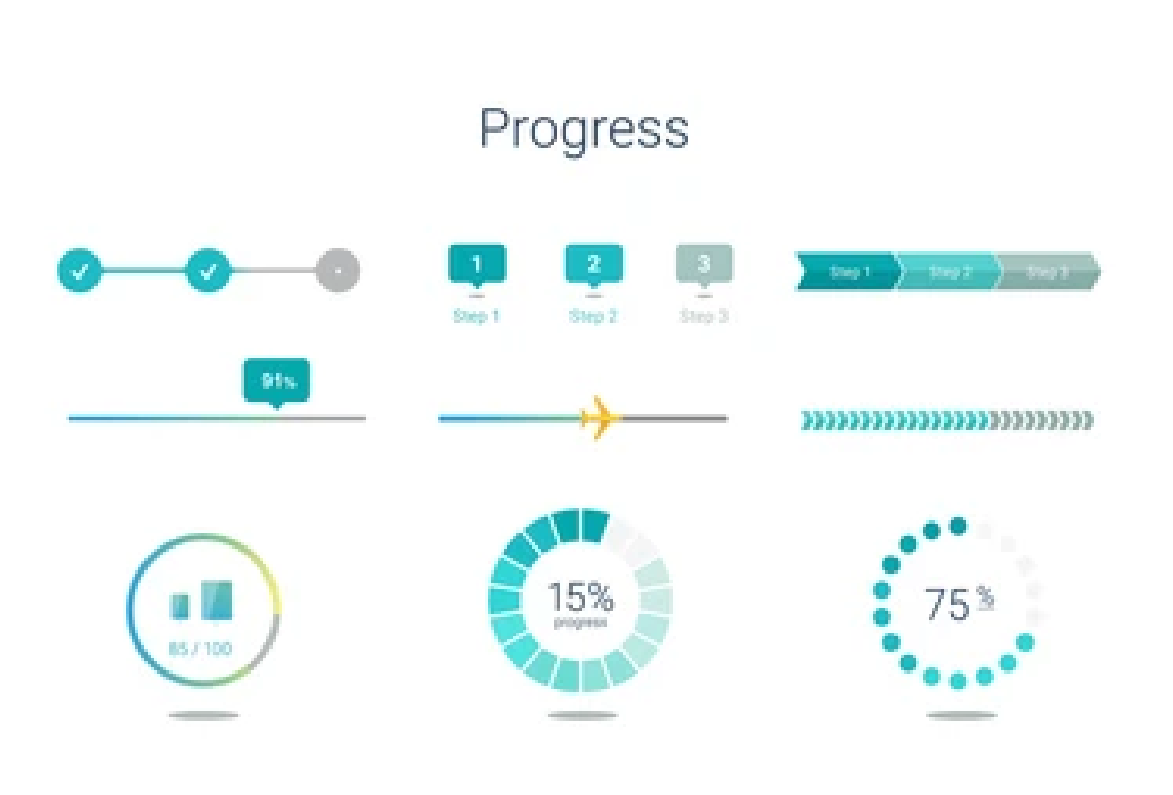 Progress
1
2
3
Step 1
Step 2
Step 3
Step 1
Step 2
Step 3
91%
85 / 100
15%
progress
75 %